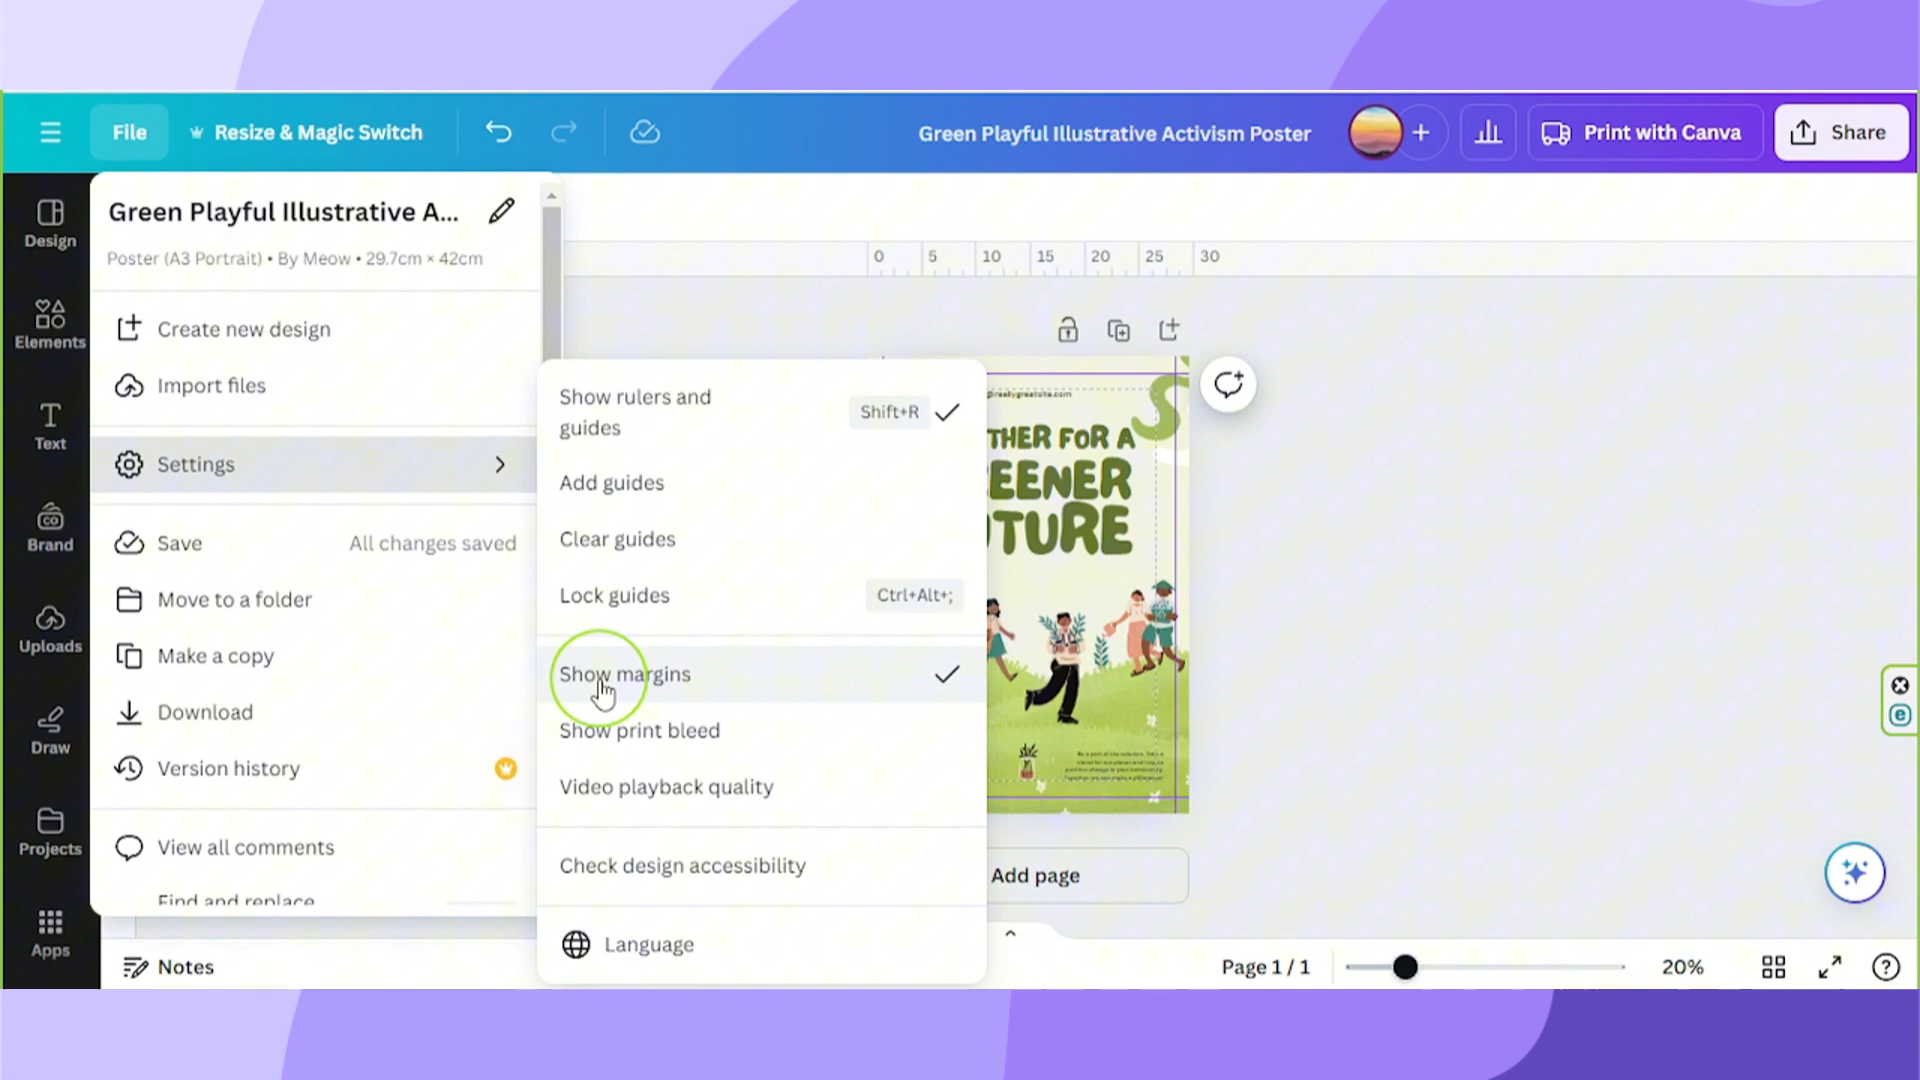 File
Resize & Magic Switch
Green Playful Illustrative Activism Poster
Print with Canva
Share
Design
Elements
Text
Brand
Uploads
Draw
Projects
Apps
Green Playful Illustrative A...
Poster (A3 Portrait) • By Meow • 29.7cm × 42cm
Create new design
Import files
Settings
Save All changes saved
Move to a folder
Make a copy
Download
Version history
View all comments
Find and replace
Show rulers and
guides
Shift+R
Add guides
Clear guides
Lock guides Ctrl+Alt+;
Show margins
Show print bleed
Video playback quality
Check design accessibility
Language
0 5 10 15 20 25 30
@reallygreatsite.com
THER FOR A
EENER
TURE
Add page
Notes
Page 1 / 1
20%